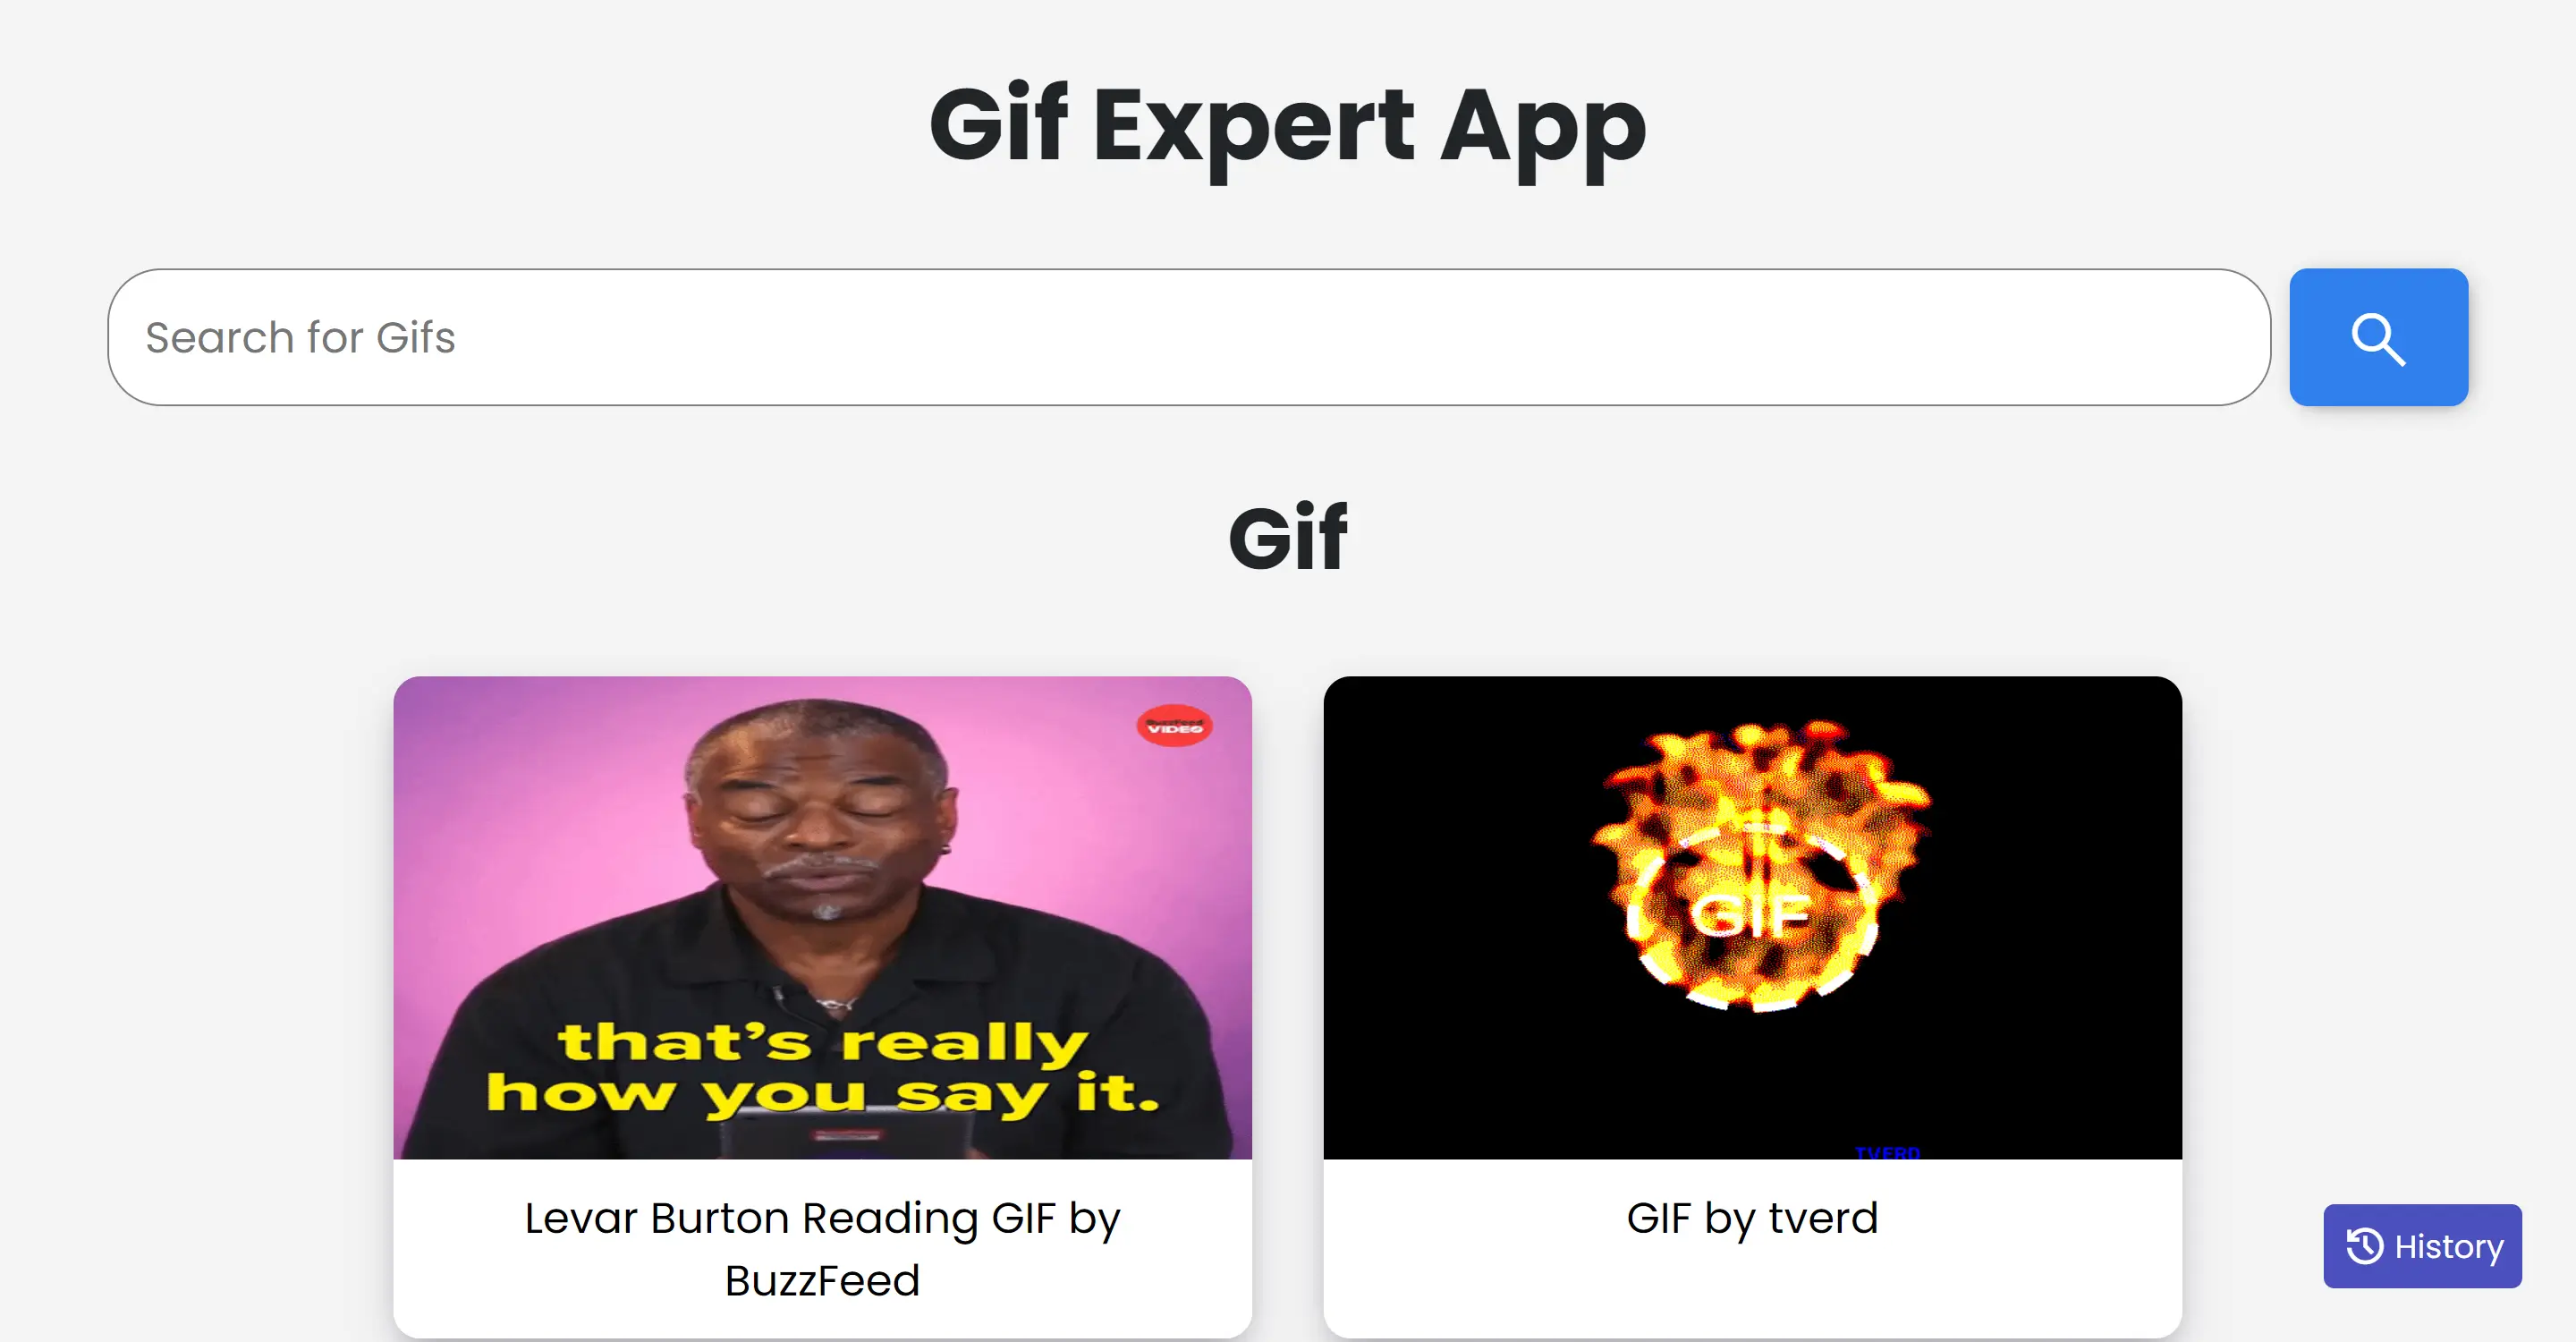 Gif Expert App
Search for Gifs
Gif
BuzzFeed
VIDEO
that's really
how you say it.
GIF
TVERD
Levar Burton Reading GIF by
BuzzFeed
GIF by tverd
History